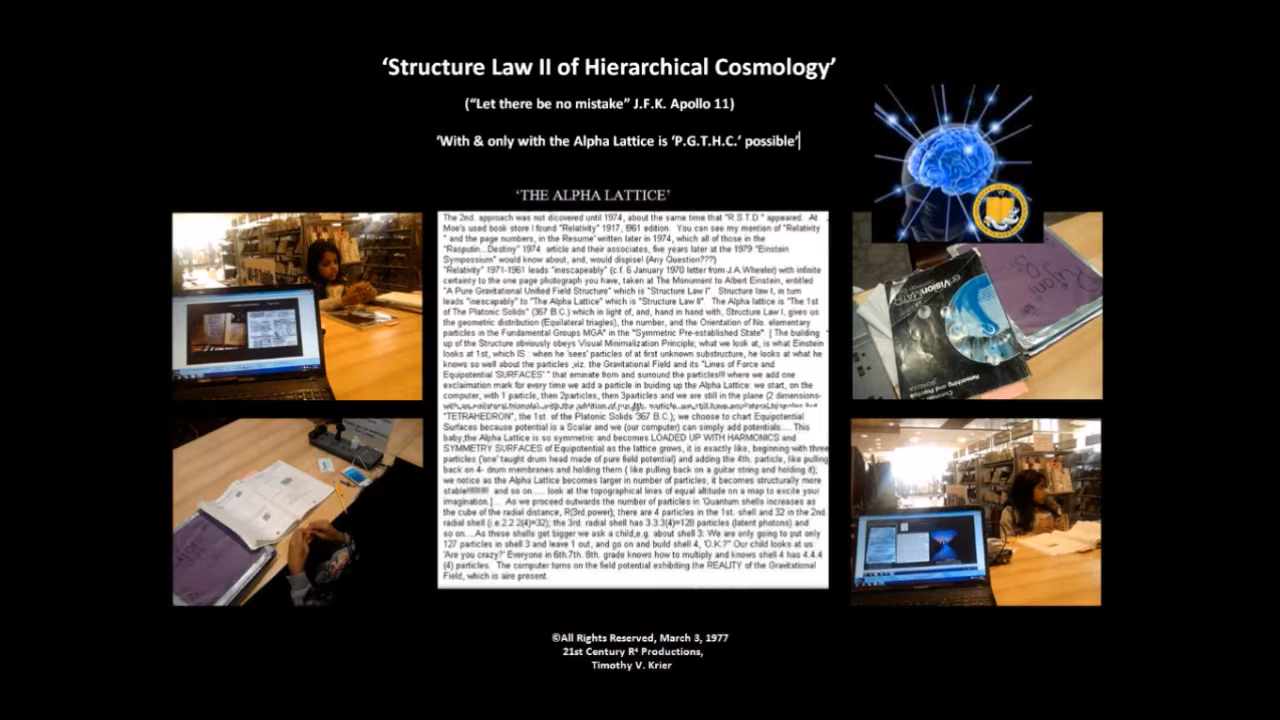 ‘Structure Law II of Hierarchical Cosmology’
(“Let there be no mistake” J.F.K. Apollo 11)
‘With & only with the Alpha Lattice is ‘P.G.T.H.C.’ possible’
‘THE ALPHA LATTICE’
The 2nd. approach was not dicovered until 1974, about the same time that "R.S.T.D." appeared. At
Moe's used book store I found "Relativity" 1917, 1961 edition. You can see my mention of "Relativity
" and the page numbers, in the Resume' written later in 1974, which all of those in the
"Rasputin...Destiny" 1974 article and their associates, five years later at the 1979 "Einstein
Sympossium" would know about, and, would dispise! (Any Question???)
"Relativity" 1971-1961 leads "inescapeably" (c.f. 6 January 1970 letter from J.A.Wheeler) with infinite
certainty to the one page photograph you have, taken at The Monument to Albert Einstein, entitled
"A Pure Gravitational Unified Field Structure" which is "Structure Law I". Structure law I, in turn
leads "inescapably" to "The Alpha Lattice" which is "Structure Law II". The Alpha lattice is "The 1st
of The Platonic Solids" (367 B.C.) which in light of, and, hand in hand with, Structure Law I, gives us
the geometric distribution (Equilateral triagles), the number, and the Orientation of No. elementary
particles in the Fundamental Groups MGA" in the "Symmetric Pre-established State" [ The building
up of the Structure obviously obeys Visual Minimalization Principle; what we look at, is what Einstein
looks at 1st, which IS : when he 'sees' particles of at first unknown substructure, he looks at what he
knows so well about the particles ,viz. the Gravitational Field and its "Lines of Force and
Equipotential 'SURFACES' " that eminate from and surround the particles!!! where we add one
exclaimation mark for every time we add a particle in buiding up the Alpha Lattice: we start, on the
computer, with 1 particle, then 2particles, then 3particles and we are still in the plane (2 dimensions-
"TETRAHEDRON", the 1st. of the Platonic Solids '367 B.C.); we choose to chart Equipotential
Surfaces because potential is a Scalar and we (our computer) can simply add potentials.... This
baby,the Alpha Lattice is so symmetric and becomes LOADED UP WITH HARMONICS and
SYMMETRY SURFACES of Equipotential as the lattice grows, it is exactly like, beginning with three
particles ('one' taught drum head made of pure field potential) and adding the 4th. particle, like pulling
back on 4- drum membranes and holding them ( like pulling back on a guitar string and holding it);
we notice as the Alpha Lattice becomes larger in number of particles, it becomes structurally more
and so on..... look at the topographical lines of equal altitude on a map to excite your
imagination.]... As we proceed outwards the number of particles in 'Quantum shells increases as
the cube of the radial distance, R(3rd.power); there are 4 particles in the 1st. shell and 32 in the 2nd.
radial shell (i.e.2.2.2(4)=32); the 3rd. radial shell has 3.3.3(4)=128 particles (latent photons) and
so on....As these shells get bigger we ask a child,e.g. about shell 3: We are only going to put only
127 particles in shell 3 and leave 1 out, and go on and build shell 4, 'O.K.?" Our child looks at us
'Are you crazy?' Everyone in 6th.7th. 8th. grade knows how to multiply and knows shell 4 has 4.4.4
(4) particles. The computer turns on the field potential exhibiting the REALITY of the Gravitational
Field, which is aire present.
enVisionMATH
©All Rights Reserved, March 3, 1977
21st Century R⁴ Productions,
Timothy V. Krier